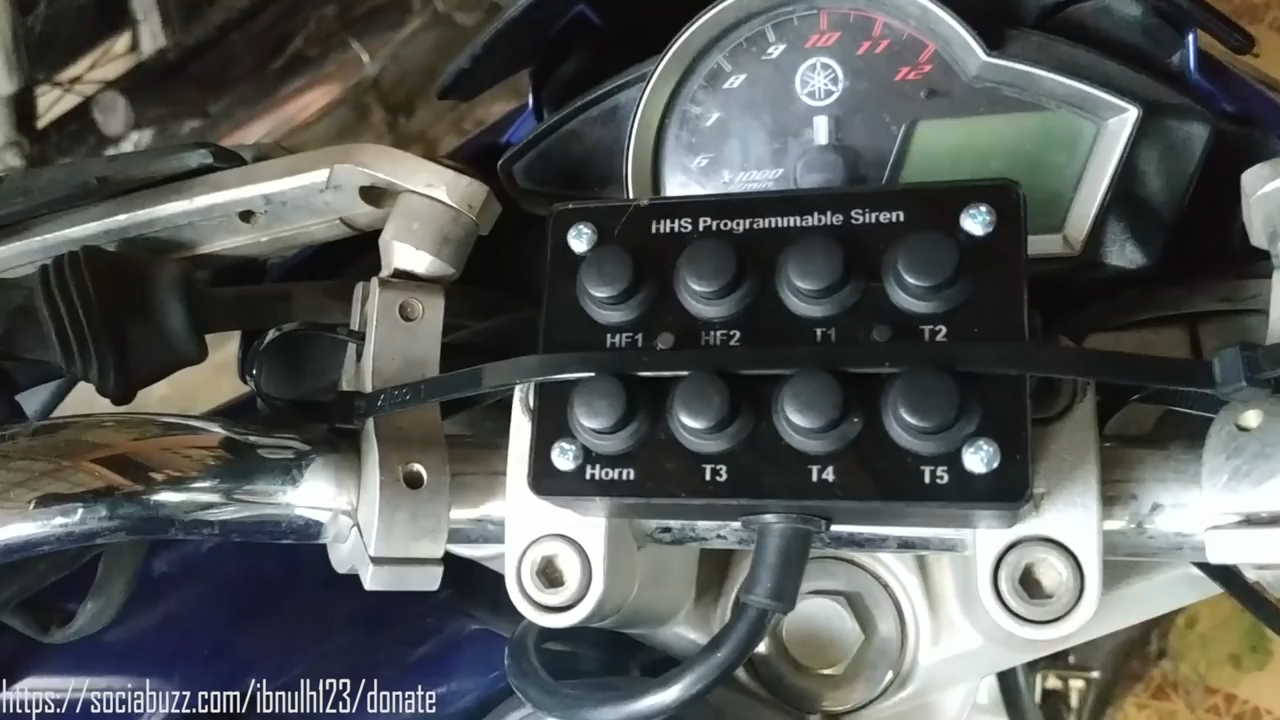 10 11 12
9
8
7
6
x1000
r/min
HHS Programmable Siren
HF1 HF2 T1 T2
Horn T3 T4 T5
https://sociabuzz.com/ibnulh123/donate